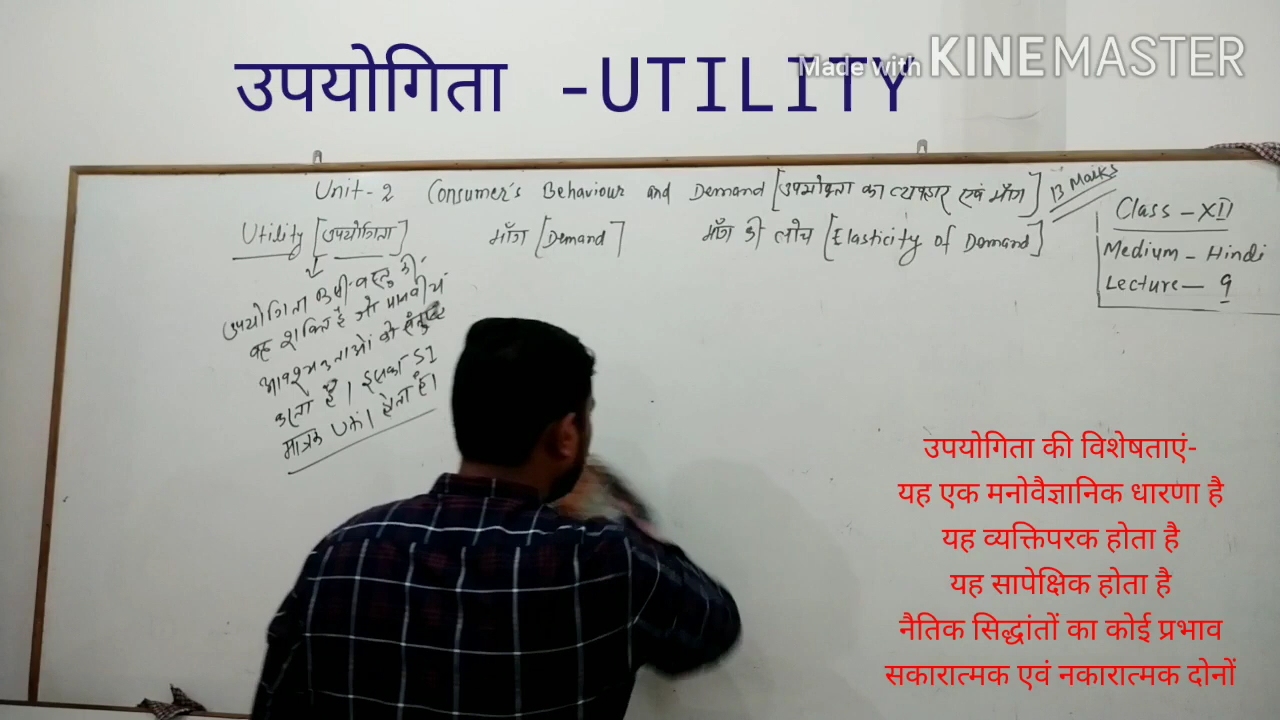 Made with KINEMASTER
उपयोगिता -UTILITY
Unit-2 Consumer's Behaviour and Demand [उपभोक्ता का व्यवहार एवं माँग] 13 Marks
Class - XII
Medium - Hindi
Lecture - 9
Utility [उपयोगिता] माँग [Demand] माँग की लोच [Elasticity of Demand]
उपयोगिता किसी वस्तु की
वह शक्ति है जो मानवीय
आवश्यकताओं को संतुष्ट
करता है। इसका SI
मात्रक Util होता है।
उपयोगिता की विशेषताएं-
यह एक मनोवैज्ञानिक धारणा है
यह व्यक्तिपरक होता है
यह सापेक्षिक होता है
नैतिक सिद्धांतों का कोई प्रभाव
सकारात्मक एवं नकारात्मक दोनों